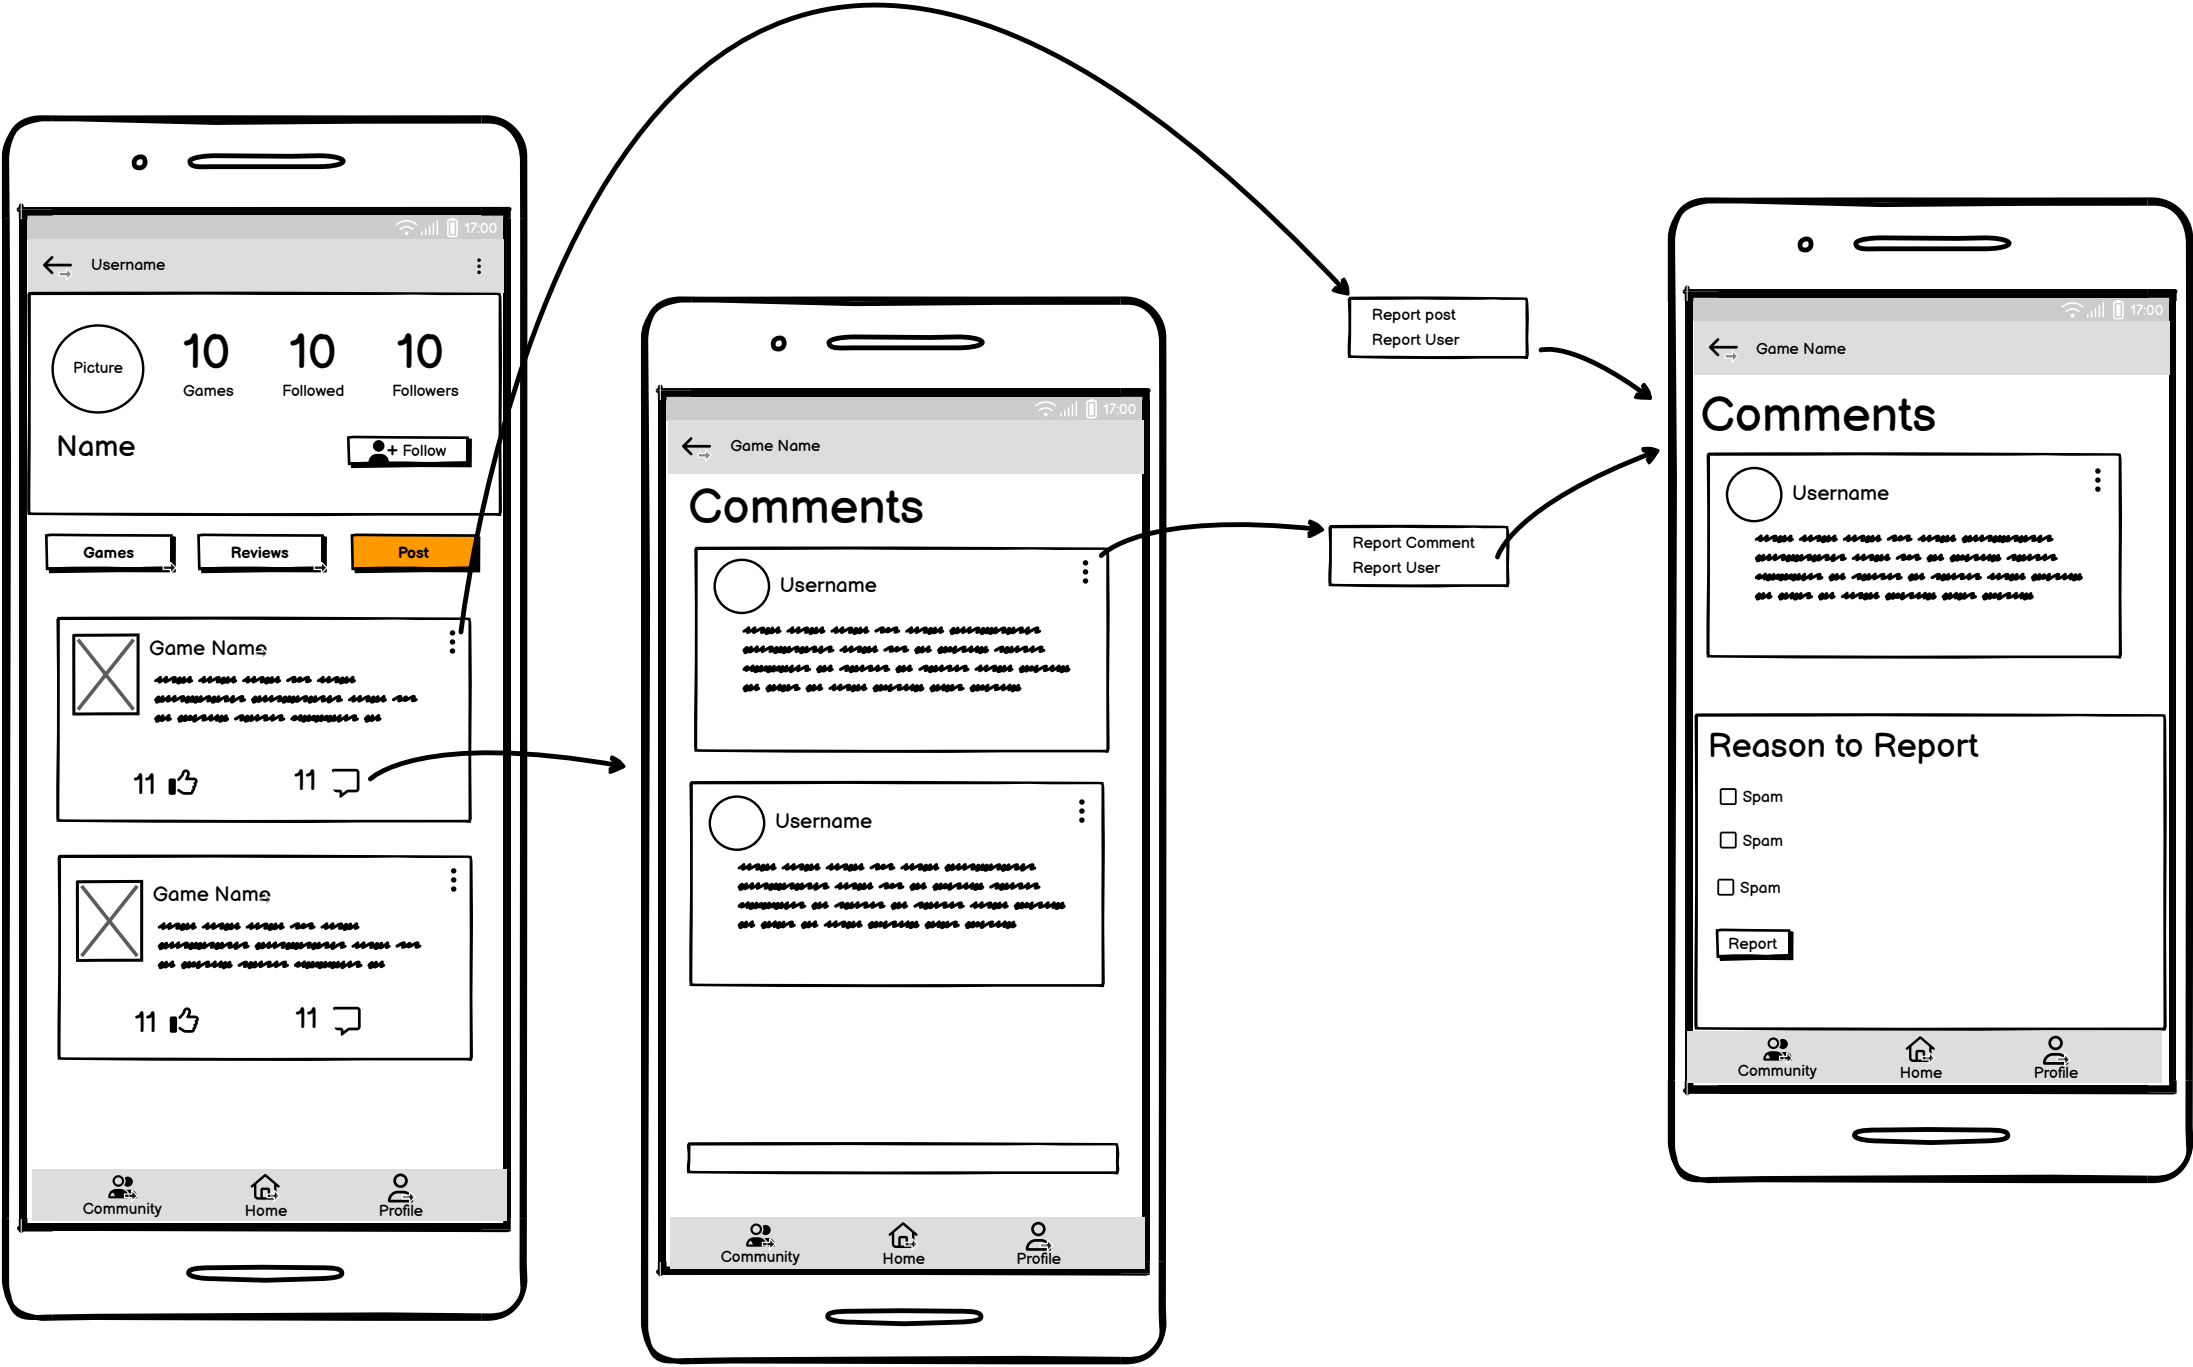 17:00
Username
Picture
10 10 10
Games Followed Followers
Name
+ Follow
Games Reviews Post
Game Name
11 11
Game Name
11 11
Community Home Profile
17:00
Game Name
Comments
Username
Username
Community Home Profile
Report post
Report User
Report Comment
Report User
17:00
Game Name
Comments
Username
Reason to Report
Spam
Spam
Spam
Report
Community Home Profile